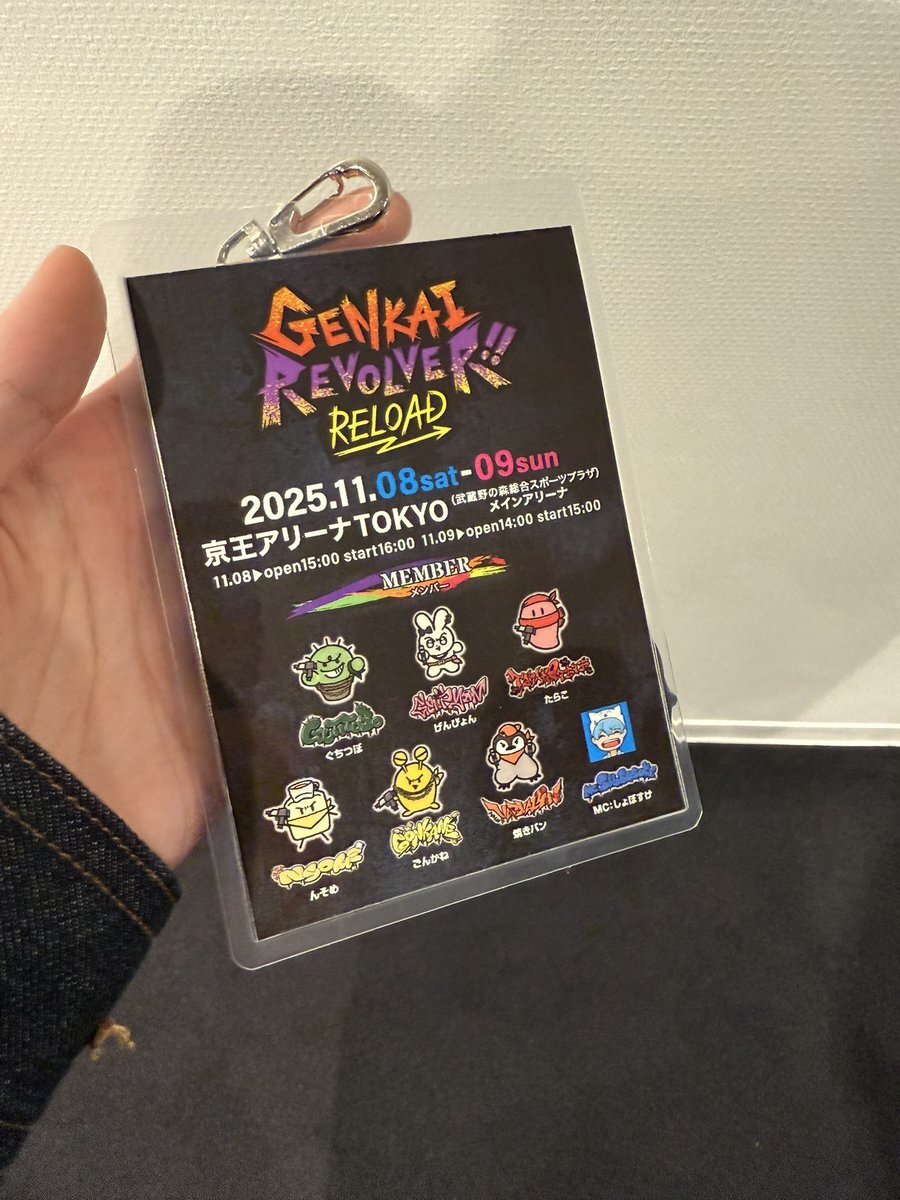 GENKAI
REVOLVER!!
RELOAD
2025.11.08sat-09sun
京王アリーナTOKYO(武蔵野の森総合スポーツプラザ)メインアリーナ
11.08▶open15:00 start16:00 11.09▶open14:00 start15:00
MEMBER
メンバー
ぐちつぼ
げんぴょん
たらこ
NSOME
んそめ
GONKANE
ごんかね
焼きパン
MC:しょぼすけ